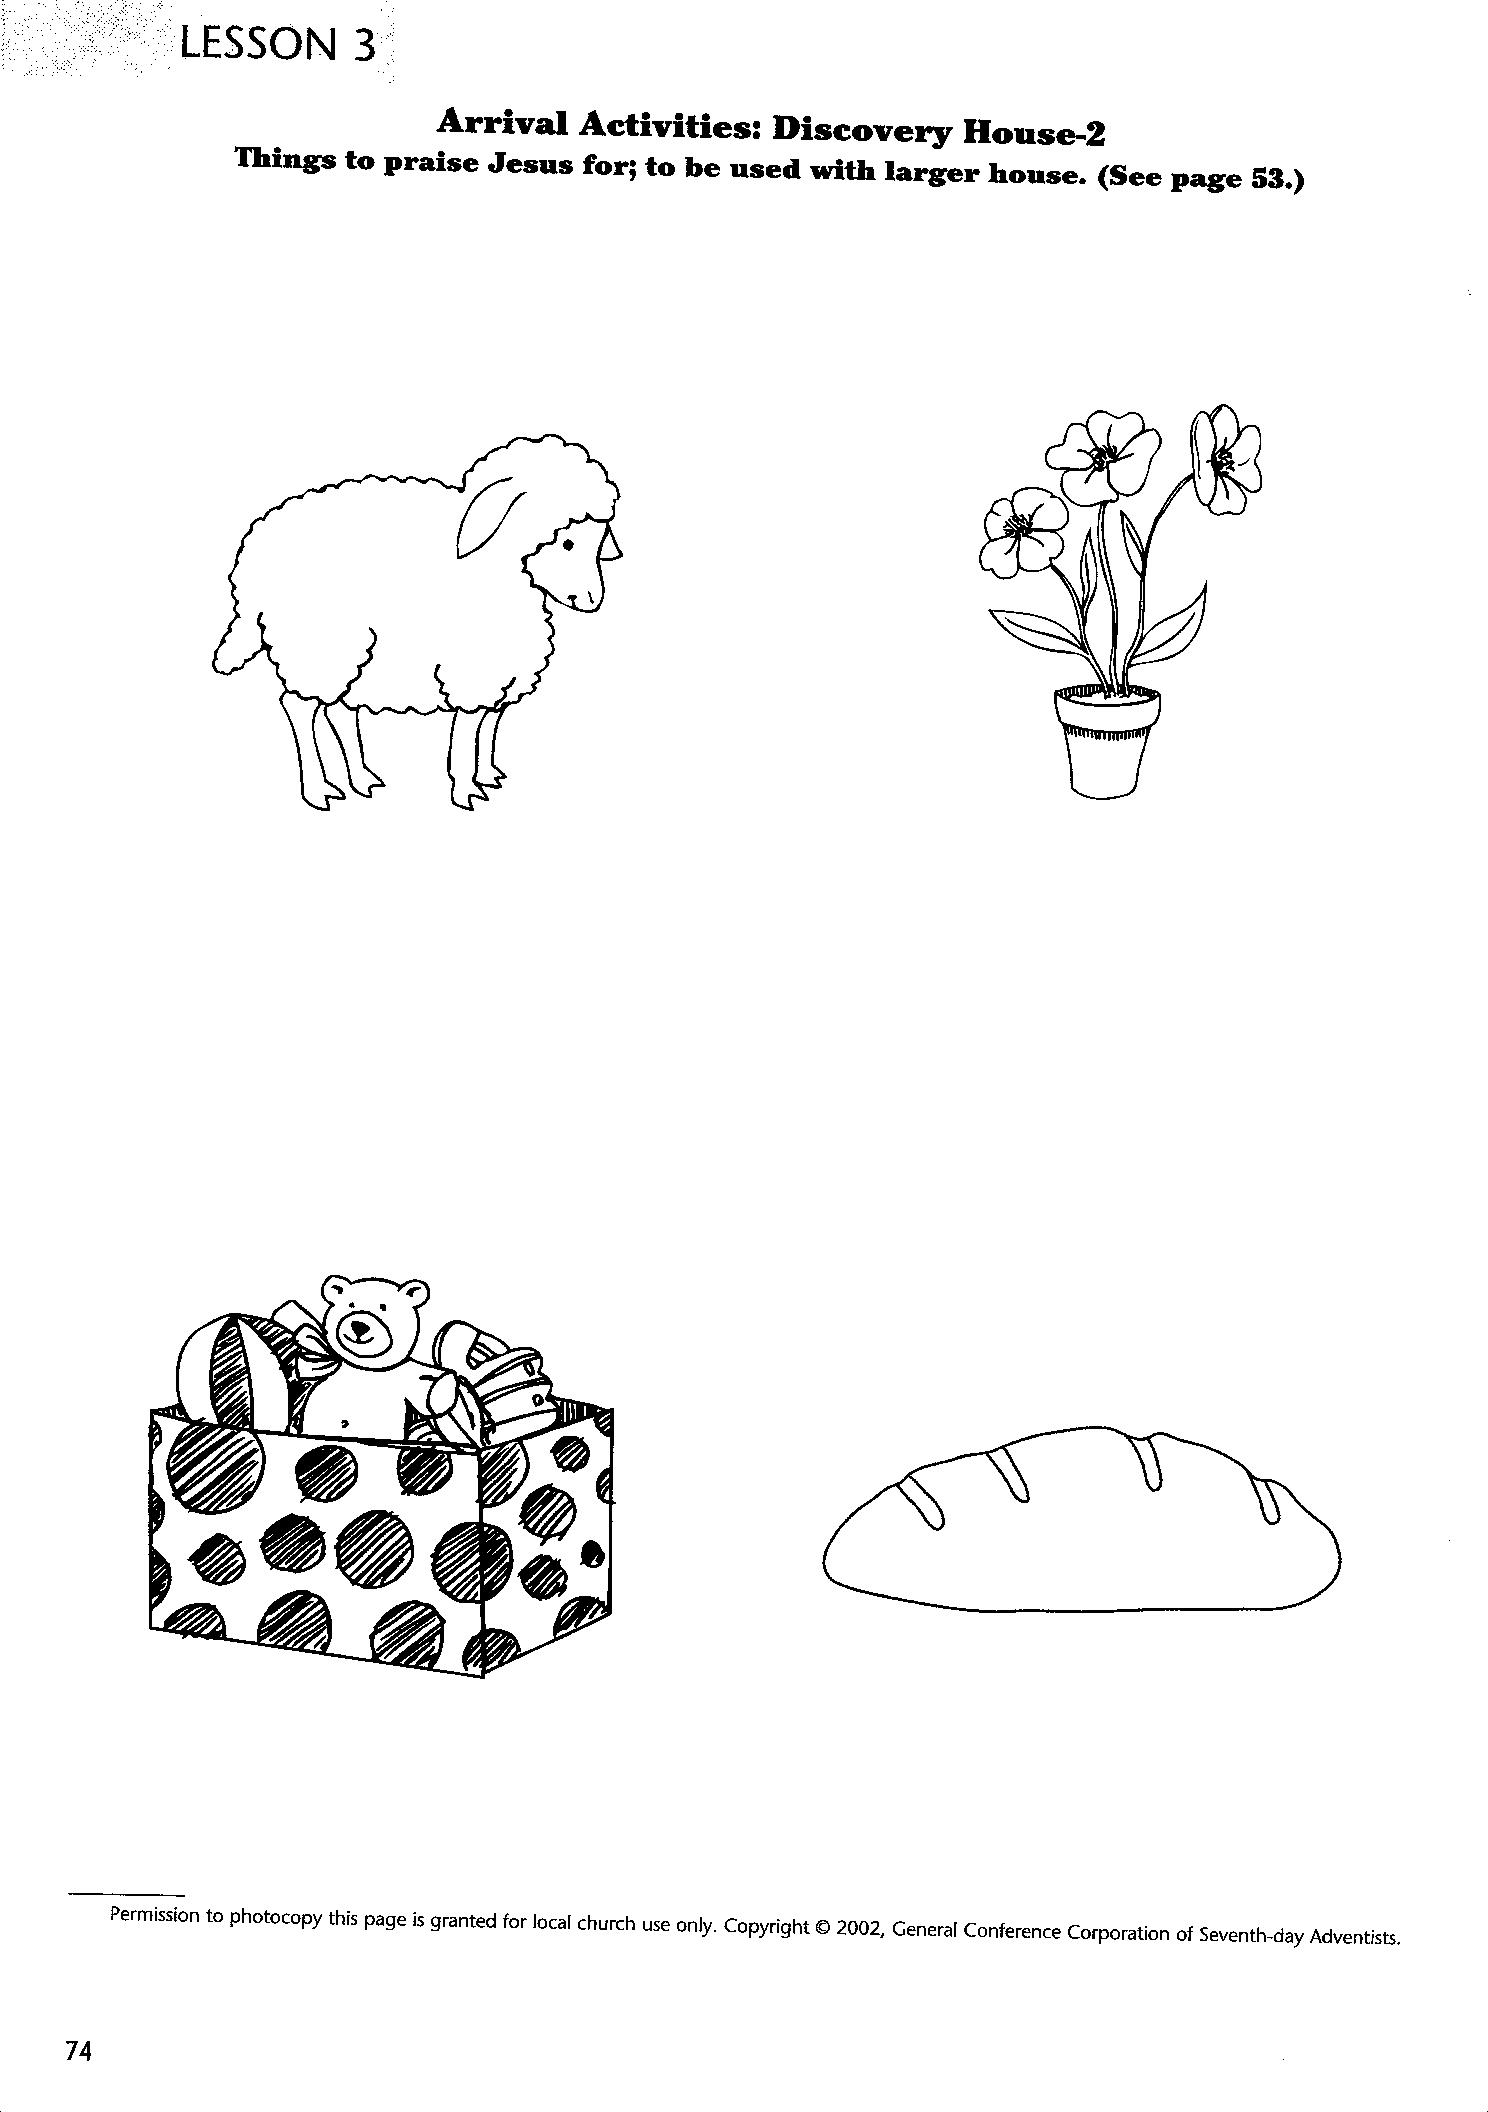 LESSON 3
Arrival Activities: Discovery House-2
Things to praise Jesus for; to be used with larger house. (See page 53.)
Permission to photocopy this page is granted for local church use only. Copyright © 2002, General Conference Corporation of Seventh-day Adventists.
74